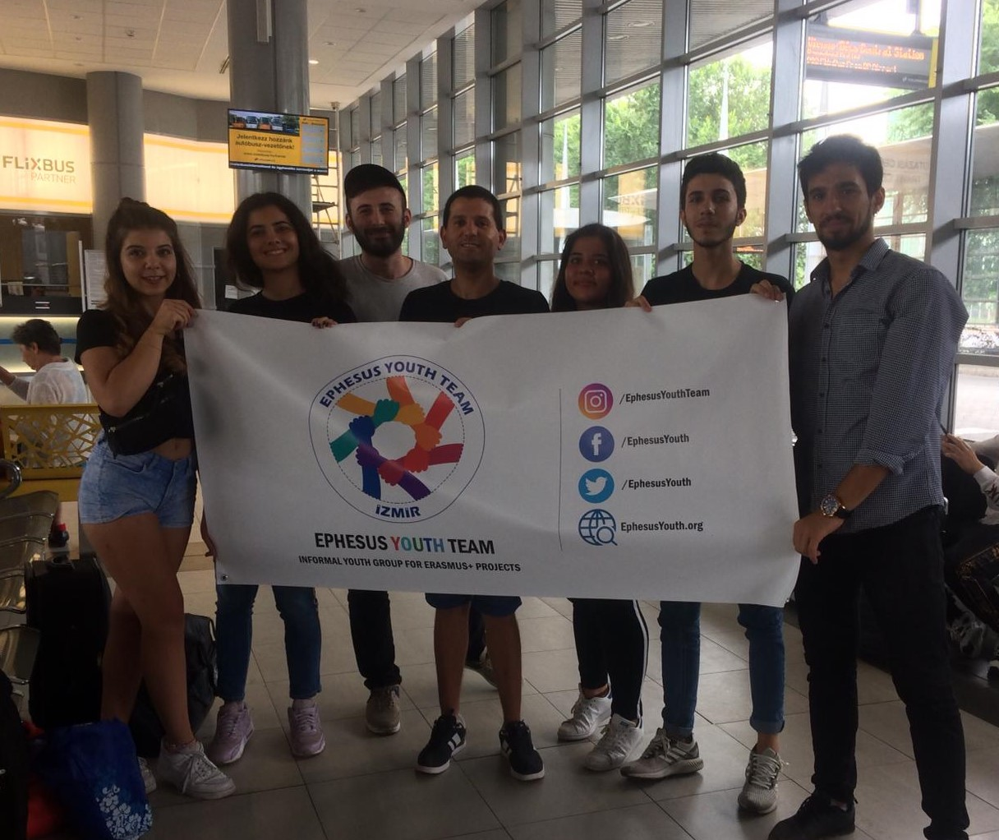 FLiXBUS
PARTNER
Jelentkezz hozzánk
autóbusz-vezetőnek!
EPHESUS YOUTH TEAM
İZMİR
EPHESUS YOUTH TEAM
INFORMAL YOUTH GROUP FOR ERASMUS+ PROJECTS
/EphesusYouthTeam
/EphesusYouth
/EphesusYouth
EphesusYouth.org